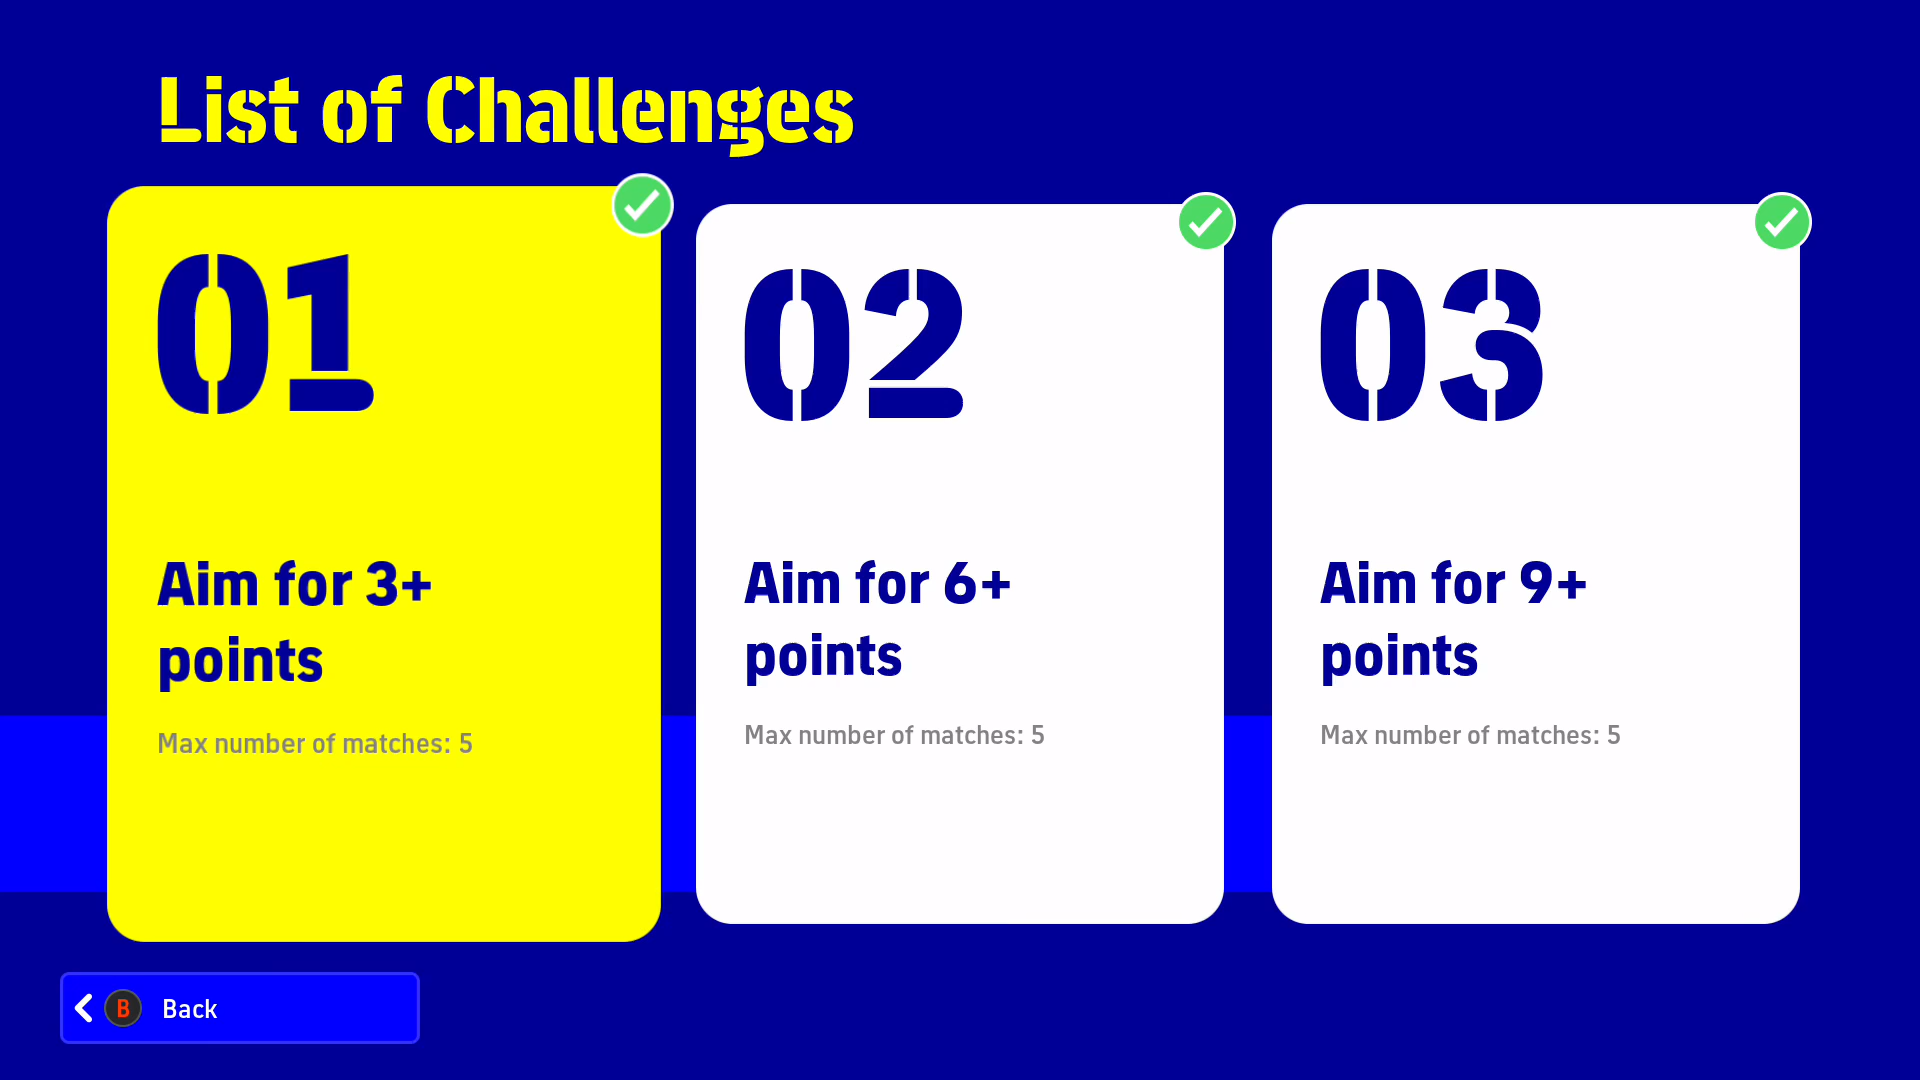 List of Challenges
01
Aim for 3+
points
Max number of matches: 5
02
Aim for 6+
points
Max number of matches: 5
03
Aim for 9+
points
Max number of matches: 5
B Back